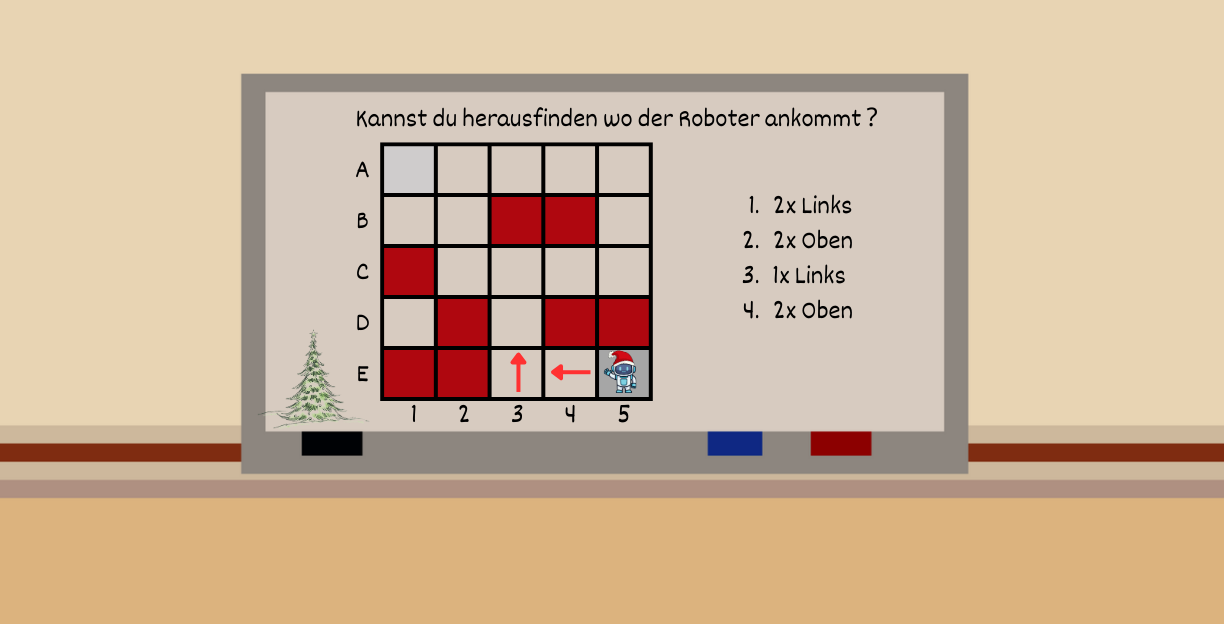 Kannst du herausfinden wo der Roboter ankommt ?
A
B
C
D
E
1 2 3 4 5
1. 2x Links
2. 2x Oben
3. 1x Links
4. 2x Oben